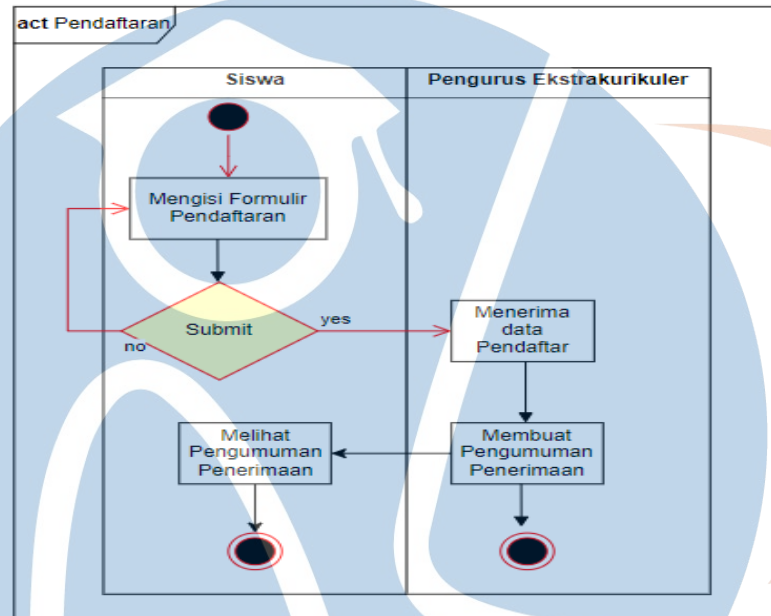 act Pendaftaran
Siswa
Pengurus Ekstrakurikuler
Mengisi Formulir
Pendaftaran
Submit
yes
no
Menerima
data
Pendaftar
Melihat
Pengumuman
Penerimaan
Membuat
Pengumuman
Penerimaan